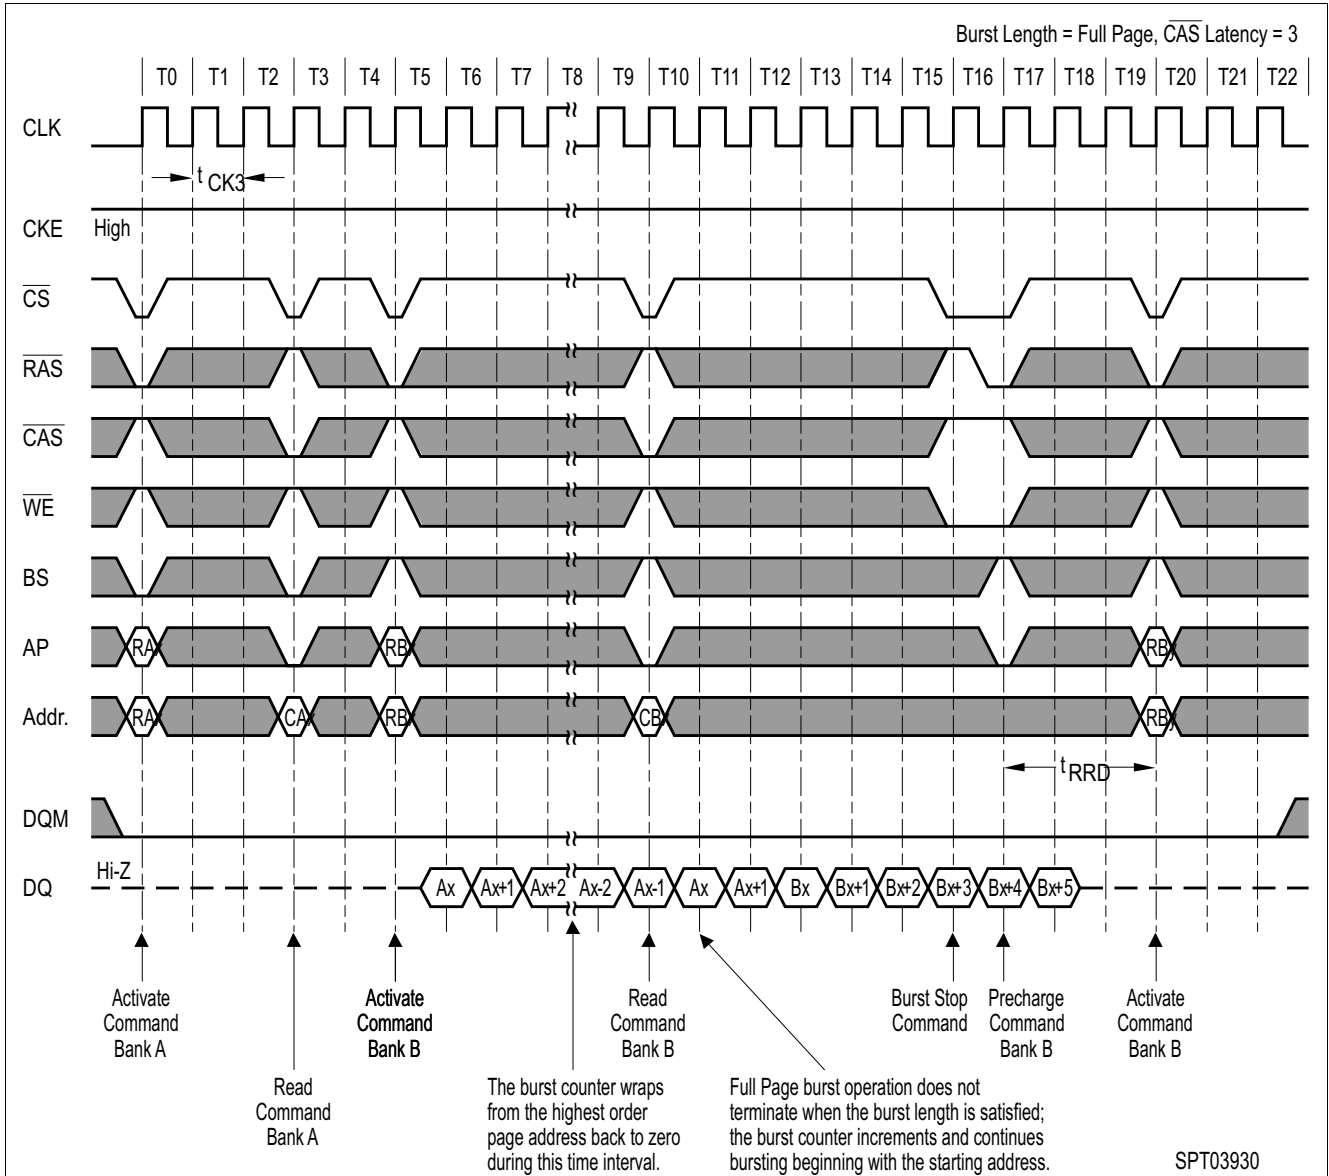 Burst Length = Full Page, CAS Latency = 3
T0 T1 T2 T3 T4 T5 T6 T7 T8 T9 T10 T11 T12 T13 T14 T15 T16 T17 T18 T19 T20 T21 T22
CLK
t CK3
CKE High
CS
RAS
CAS
WE
BS
AP RA RB RB
Addr. RA CA RB CB RB
t RRD
DQM
Hi-Z
DQ Ax Ax+1 Ax+2 Ax-2 Ax-1 Ax Ax+1 Bx Bx+1 Bx+2 Bx+3 Bx+4 Bx+5
Activate
Command
Bank A
Read
Command
Bank A
Activate
Command
Bank B
The burst counter wraps
from the highest order
page address back to zero
during this time interval.
Read
Command
Bank B
Full Page burst operation does not
terminate when the burst length is satisfied;
the burst counter increments and continues
bursting beginning with the starting address.
Burst Stop
Command
Precharge
Command
Bank B
Activate
Command
Bank B
SPT03930